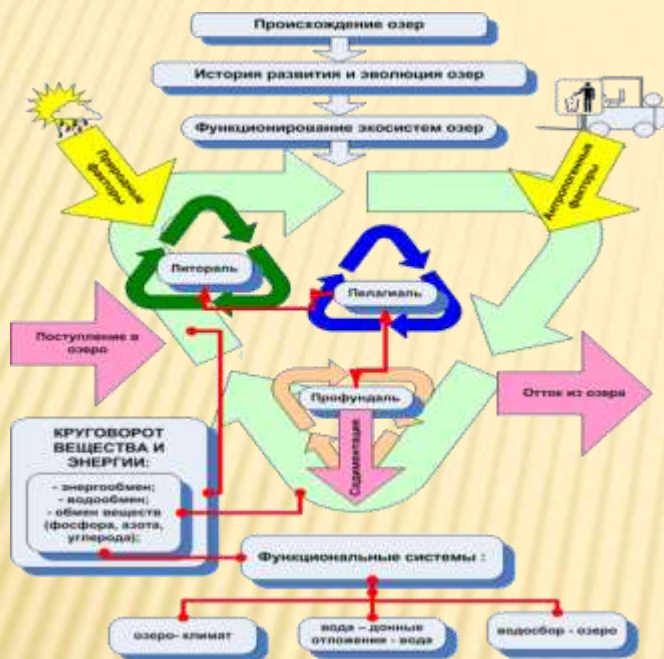 Происхождение озер
История развития и эволюция озер
Функционирование экосистем озер
Природные
факторы
Антропогенные
факторы
Литораль
Пелагиаль
Поступление в
озеро
Профундаль
Отток из озера
Седиментация
КРУГОВОРОТ
ВЕЩЕСТВА И
ЭНЕРГИИ:
- энергообмен;
- водообмен;
- обмен веществ
(фосфора, азота,
углерода);
Функциональные системы :
озеро- климат
вода – донные
отложения - вода
водосбор - озеро